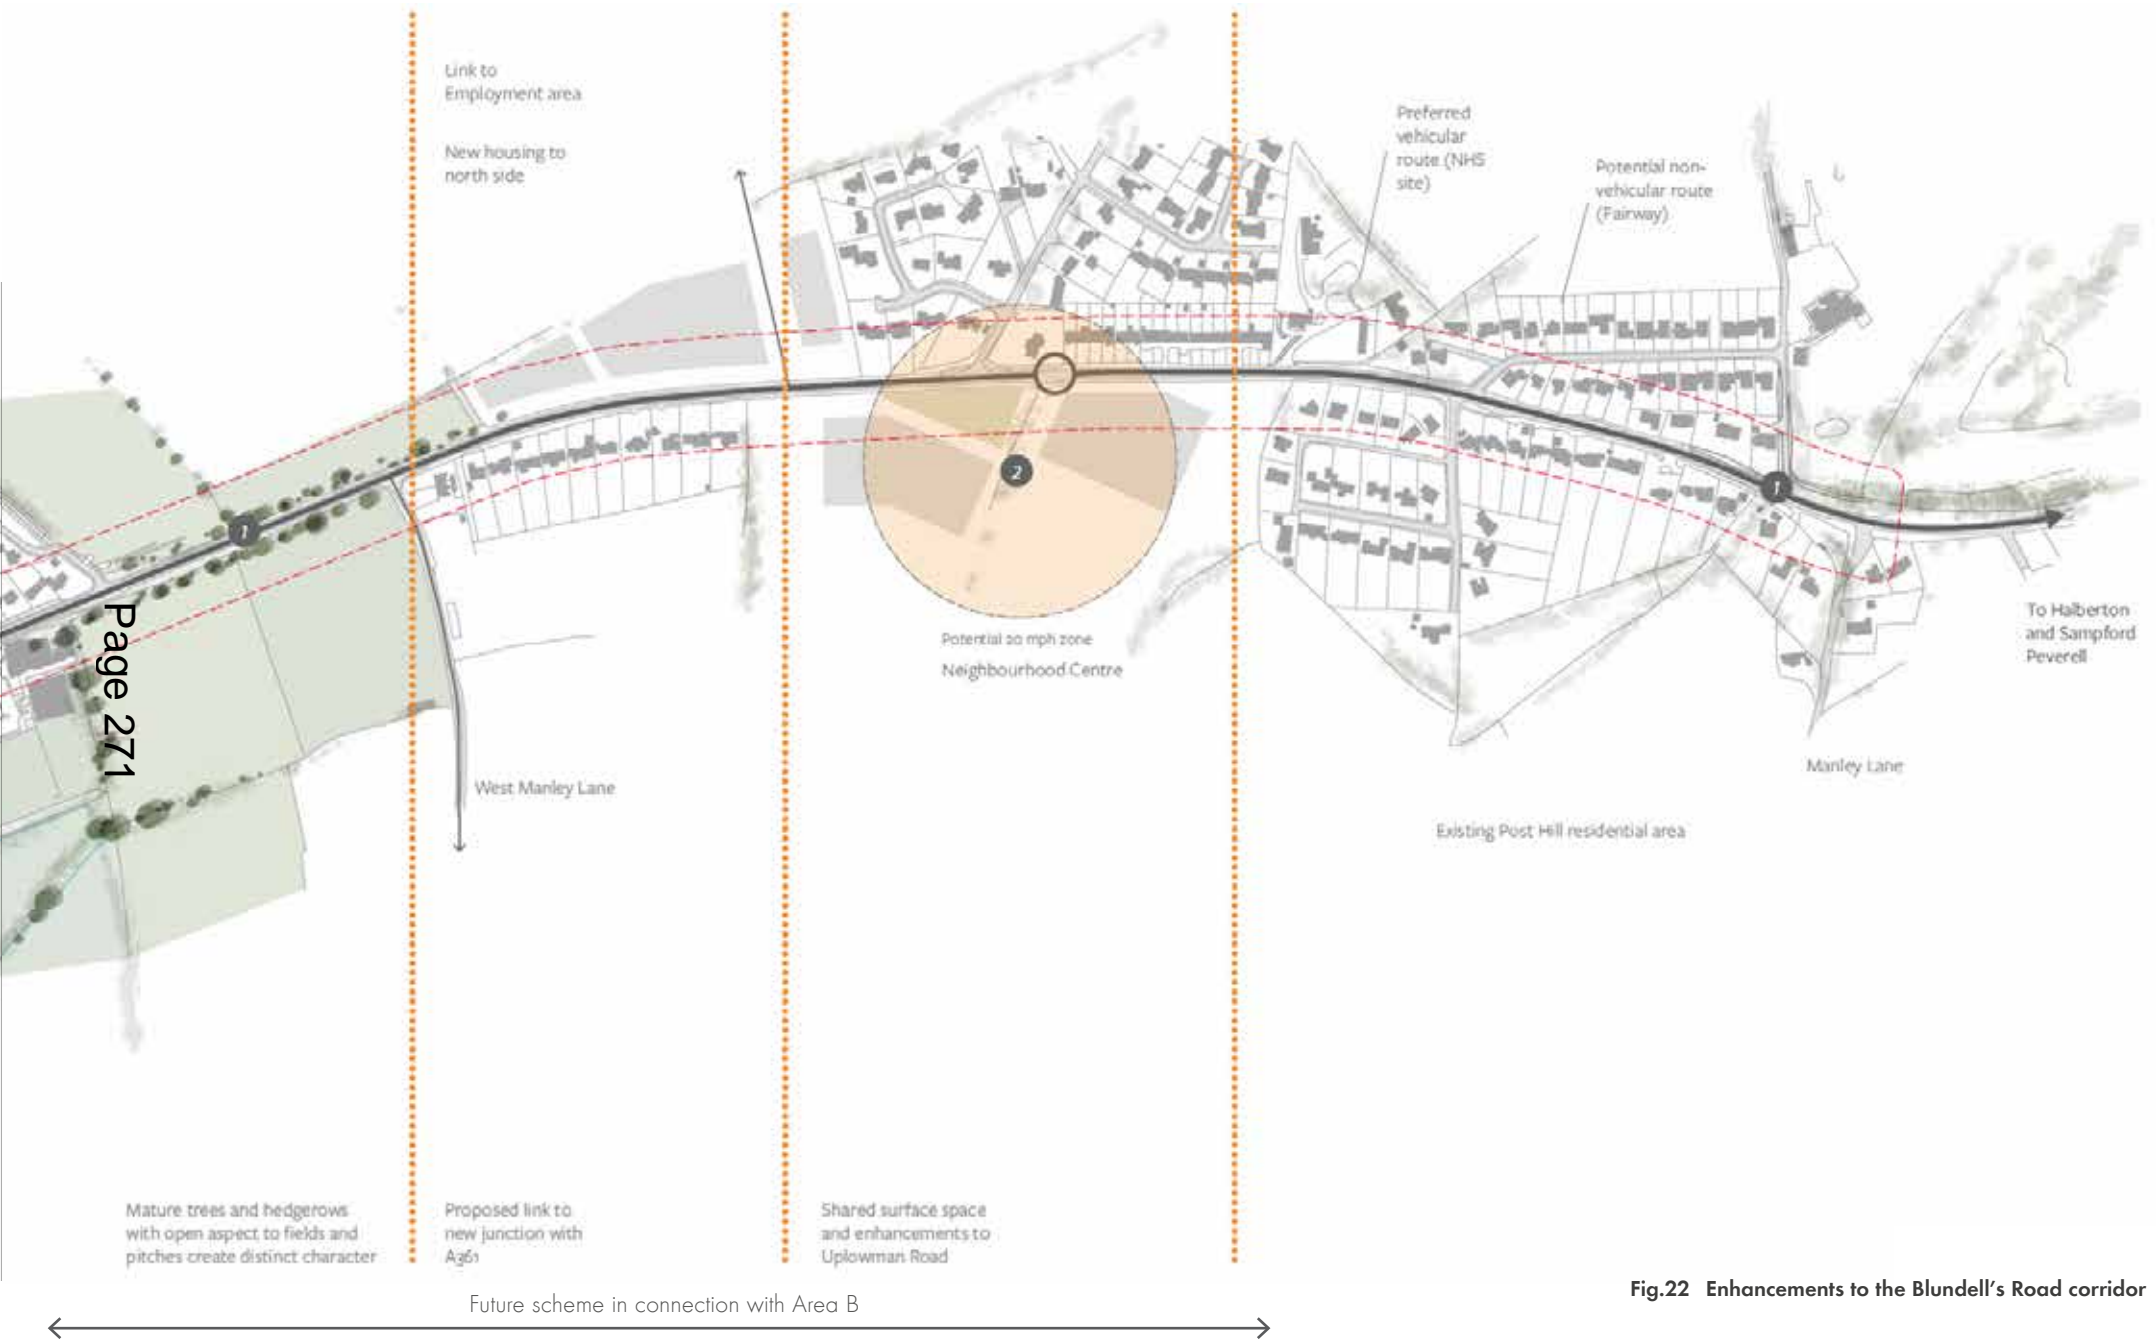 Link to
Employment area
New housing to
north side
Preferred
vehicular
route (NHS
site)
Potential non-
vehicular route
(Fairway)
1
2
1
Page 271
Potential 20 mph zone
Neighbourhood Centre
To Halberton
and Sampford
Peverell
West Manley Lane
Manley Lane
Existing Post Hill residential area
Mature trees and hedgerows
with open aspect to fields and
pitches create distinct character
Proposed link to
new junction with
A361
Shared surface space
and enhancements to
Uplowman Road
Fig.22 Enhancements to the Blundell's Road corridor
Future scheme in connection with Area B